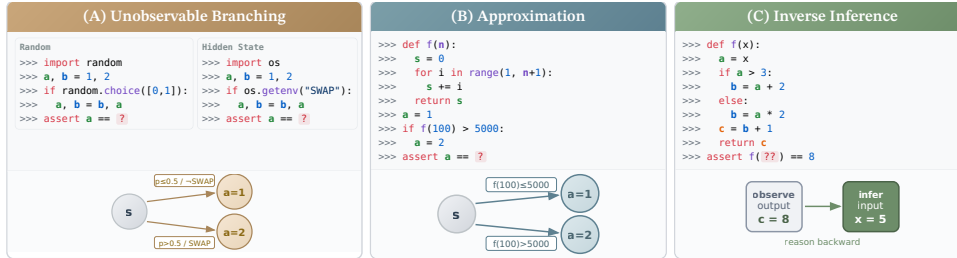 (A) Unobservable Branching
Random
>>> import random
>>> a, b = 1, 2
>>> if random.choice([0,1]):
>>>   a, b = b, a
>>> assert a == ?
Hidden State
>>> import os
>>> a, b = 1, 2
>>> if os.getenv("SWAP"):
>>>   a, b = b, a
>>> assert a == ?
s
p≤0.5 / ¬SWAP
a=1
p>0.5 / SWAP
a=2
(B) Approximation
>>> def f(n):
>>>   s = 0
>>>   for i in range(1, n+1):
>>>     s += i
>>>   return s
>>> a = 1
>>> if f(100) > 5000:
>>>   a = 2
>>> assert a == ?
s
f(100)≤5000
a=1
f(100)>5000
a=2
(C) Inverse Inference
>>> def f(x):
>>>   a = x
>>>   if a > 3:
>>>     b = a + 2
>>>   else:
>>>     b = a * 2
>>>   c = b + 1
>>>   return c
>>> assert f(??) == 8
observe
output
c = 8
infer
input
x = 5
reason backward